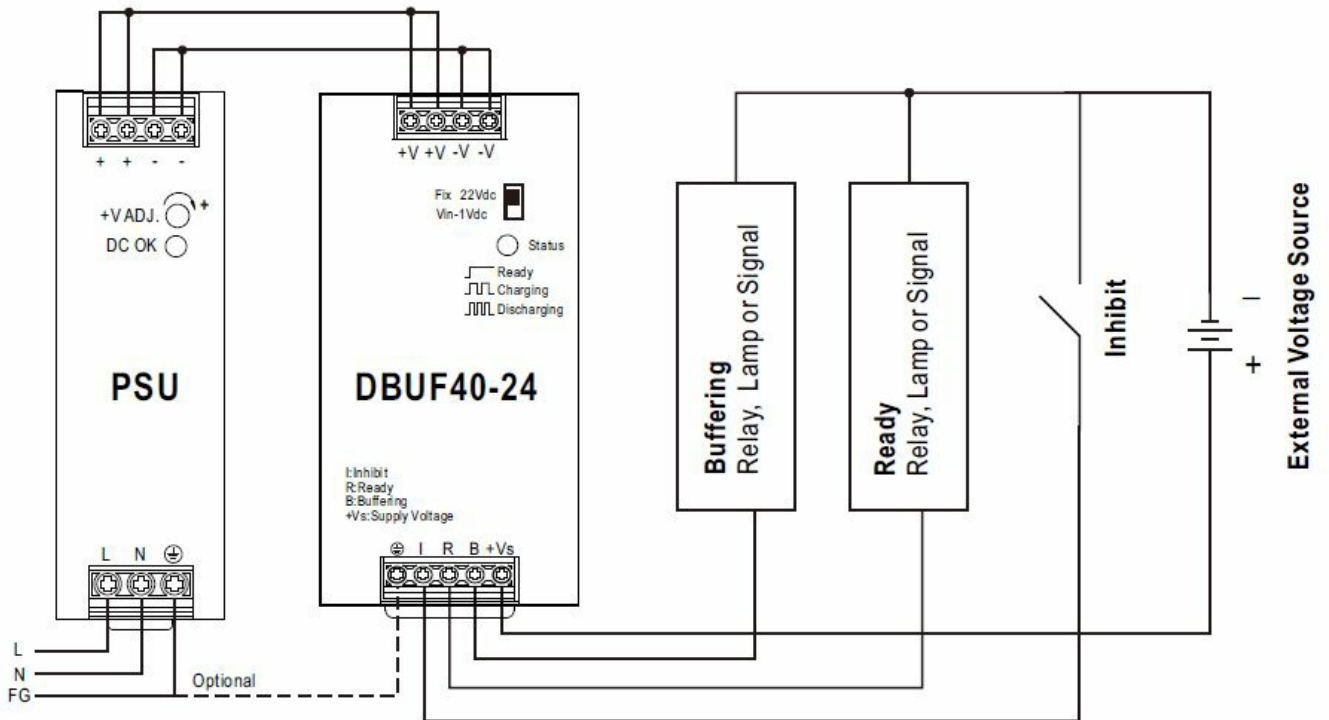 + + - -
+V ADJ.
+
DC OK
PSU
L N
L
N
FG
Optional
+V +V -V -V
Fix 22Vdc
Vin-1Vdc
Status
Ready
Charging
Discharging
DBUF40-24
I:Inhibit
R:Ready
B:Buffering
+Vs:Supply Voltage
I R B +Vs
Buffering
Relay, Lamp or Signal
Ready
Relay, Lamp or Signal
Inhibit
−
+
External Voltage Source